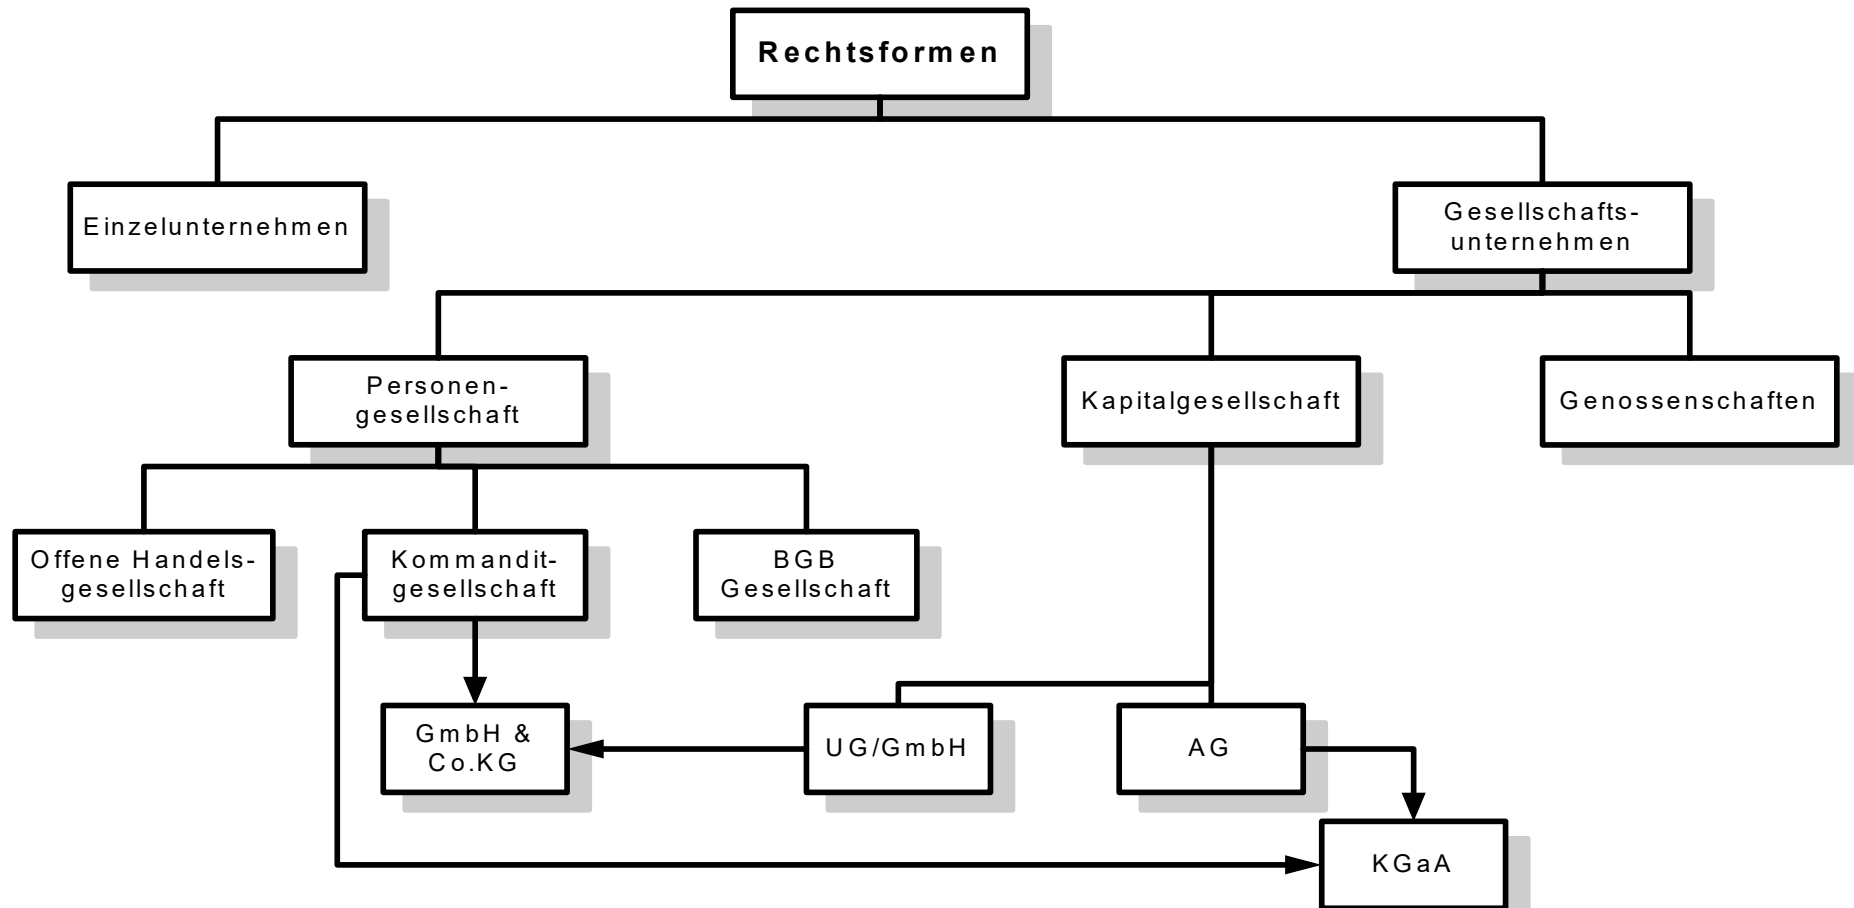 Rechtsformen
Einzelunternehmen
Gesellschafts-
unternehmen
Personen-
gesellschaft
Kapitalgesellschaft
Genossenschaften
Offene Handels-
gesellschaft
Kommandit-
gesellschaft
BGB
Gesellschaft
GmbH &
Co.KG
UG/GmbH
AG
KGaA